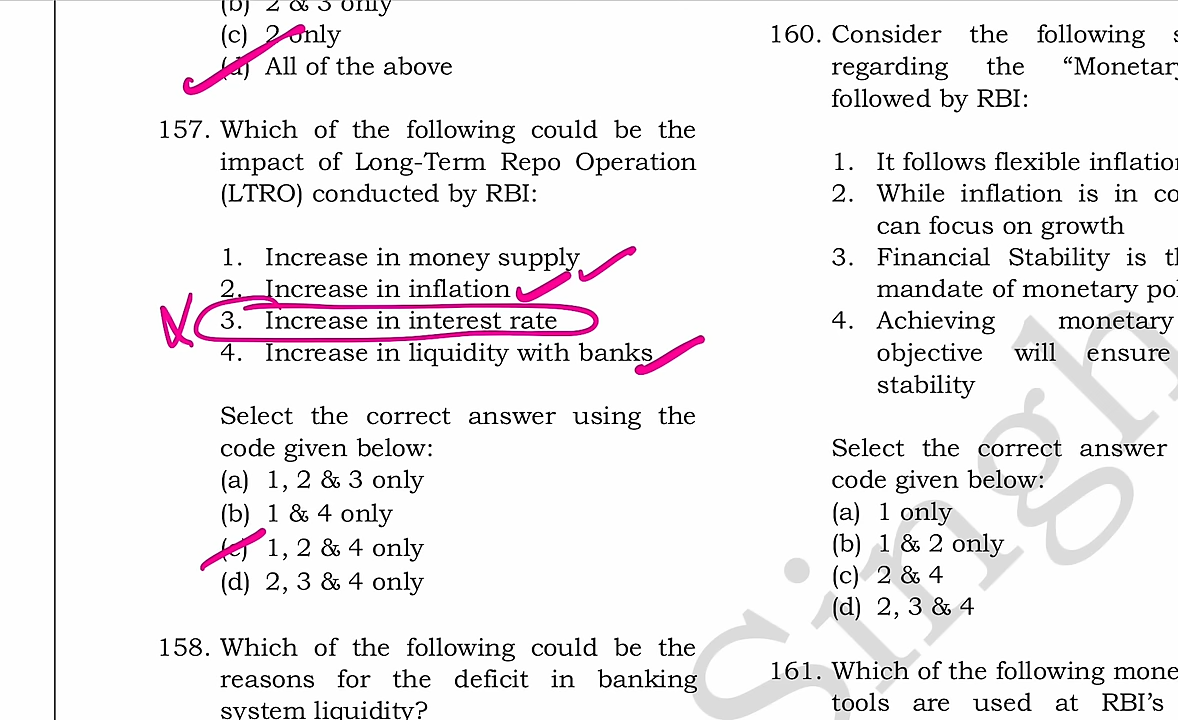 (b) 2 & 3 only
(c) 2 only
(d) All of the above
157. Which of the following could be the
impact of Long-Term Repo Operation
(LTRO) conducted by RBI:
1. Increase in money supply
2. Increase in inflation
3. Increase in interest rate
4. Increase in liquidity with banks
Select the correct answer using the
code given below:
(a) 1, 2 & 3 only
(b) 1 & 4 only
(c) 1, 2 & 4 only
(d) 2, 3 & 4 only
158. Which of the following could be the
reasons for the deficit in banking
system liquidity?
160. Consider the following
regarding the
followed by RBI:
1. It follows flexible
2. While inflation is in
can focus on growth
3. Financial Stability is
mandate of monetary
4. Achieving monetary
objective will ensure
stability
Select the correct answer
code given below:
(a) 1 only
(b) 1 & 2 only
(c) 2 & 4
(d) 2, 3 & 4
161. Which of the following
tools are used at RBI’s
Singh